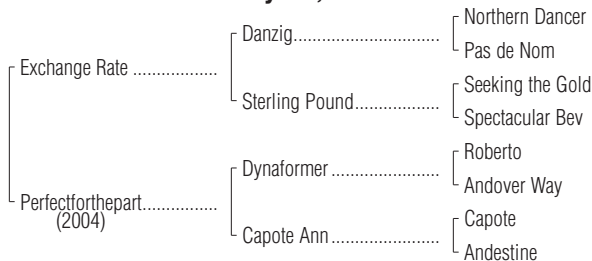 Northern Dancer
Danzig..............................
Pas de Nom
Exchange Rate .................
Seeking the Gold
Sterling Pound.................
Spectacular Bev
Roberto
Dynaformer ......................
Andover Way
Perfectforthepart...............
(2004)
Capote
Capote Ann ......................
Andestine